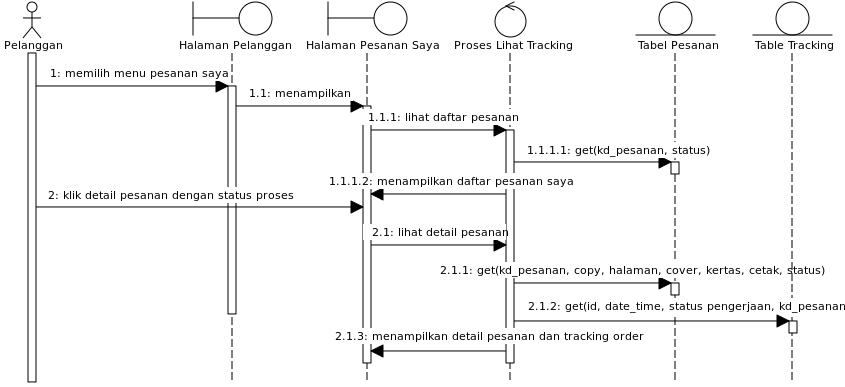 Pelanggan
Halaman Pelanggan
Halaman Pesanan Saya
Proses Lihat Tracking
Tabel Pesanan
Table Tracking
1: memilih menu pesanan saya
1.1: menampilkan
1.1.1: lihat daftar pesanan
1.1.1.1: get(kd_pesanan, status)
1.1.1.2: menampilkan daftar pesanan saya
2: klik detail pesanan dengan status proses
2.1: lihat detail pesanan
2.1.1: get(kd_pesanan, copy, halaman, cover, kertas, cetak, status)
2.1.2: get(id, date_time, status pengerjaan, kd_pesanan
2.1.3: menampilkan detail pesanan dan tracking order